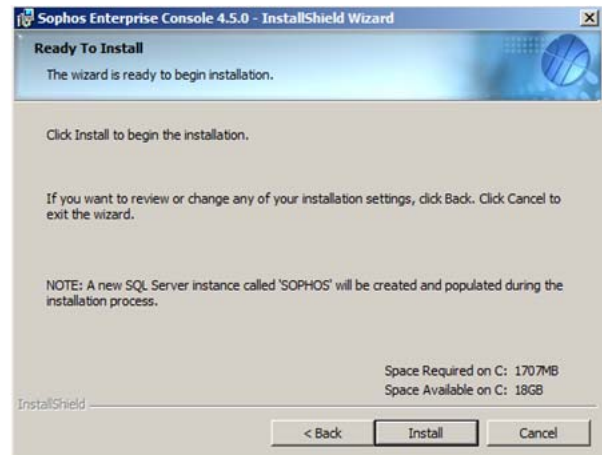 Sophos Enterprise Console 4.5.0 - InstallShield Wizard
Ready To Install
The wizard is ready to begin installation.
Click Install to begin the installation.
If you want to review or change any of your installation settings, click Back. Click Cancel to
exit the wizard.
NOTE: A new SQL Server instance called 'SOPHOS' will be created and populated during the
installation process.
Space Required on C: 1707MB
Space Available on C: 18GB
InstallShield
< Back Install Cancel